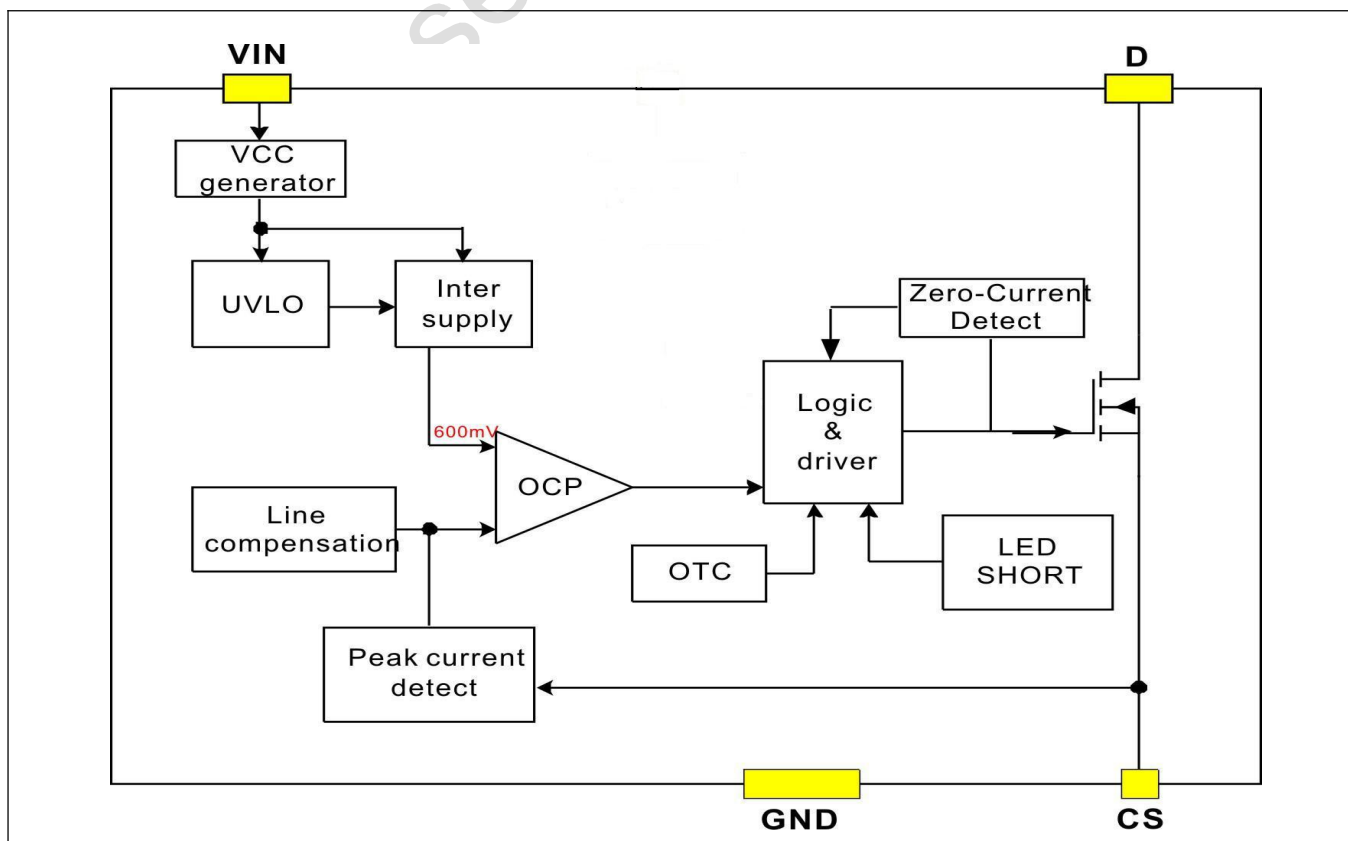 VIN
D
VCC
generator
UVLO
Inter
supply
Zero-Current
Detect
Logic
&
driver
600mV
OCP
Line
compensation
OTC
LED
SHORT
Peak current
detect
GND
CS